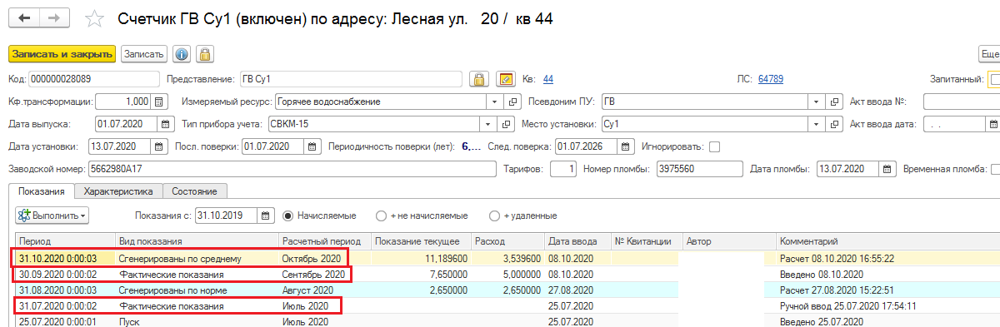 Счетчик ГВ Су1 (включен) по адресу: Лесная ул. 20 / кв 44
Записать и закрыть Записать Еще
Код: 000000028089 Представление: ГВ Су1 Кв: 44 ЛС: 64789 Запитанный:
Кф.трансформации: 1,000 Измеряемый ресурс: Горячее водоснабжение Псевдоним ПУ: ГВ Акт ввода №:
Дата выпуска: 01.07.2020 Тип прибора учета: СВКМ-15 Место установки: Су1 Акт ввода дата: . .
Дата установки: 13.07.2020 Посл. поверки: 01.07.2020 Периодичность поверки (лет): 6,... След. поверка: 01.07.2026 Игнорировать:
Заводской номер: 5662980А17 Тарифов: 1 Номер пломбы: 3975560 Дата пломбы: 13.07.2020 Временная пломба:
Показания Характеристика Состояние
Выполнить Показания с: 31.10.2019 Начисляемые + не начисляемые + удаленные
Период Вид показания Расчетный период Показание текущее Расход Дата ввода № Квитанции Автор Комментарий
31.10.2020 0:00:03 Сгенерированы по среднему Октябрь 2020 11,189600 3,539600 08.10.2020 Расчет 08.10.2020 16:55:22
30.09.2020 0:00:02 Фактические показания Сентябрь 2020 7,650000 5,000000 08.10.2020 Введено 08.10.2020
31.08.2020 0:00:03 Сгенерированы по норме Август 2020 2,650000 2,650000 27.08.2020 Расчет 27.08.2020 15:22:51
31.07.2020 0:00:02 Фактические показания Июль 2020 25.07.2020 Ручной ввод 25.07.2020 17:54:11
25.07.2020 0:00:01 Пуск Июль 2020 25.07.2020 Введено 25.07.2020